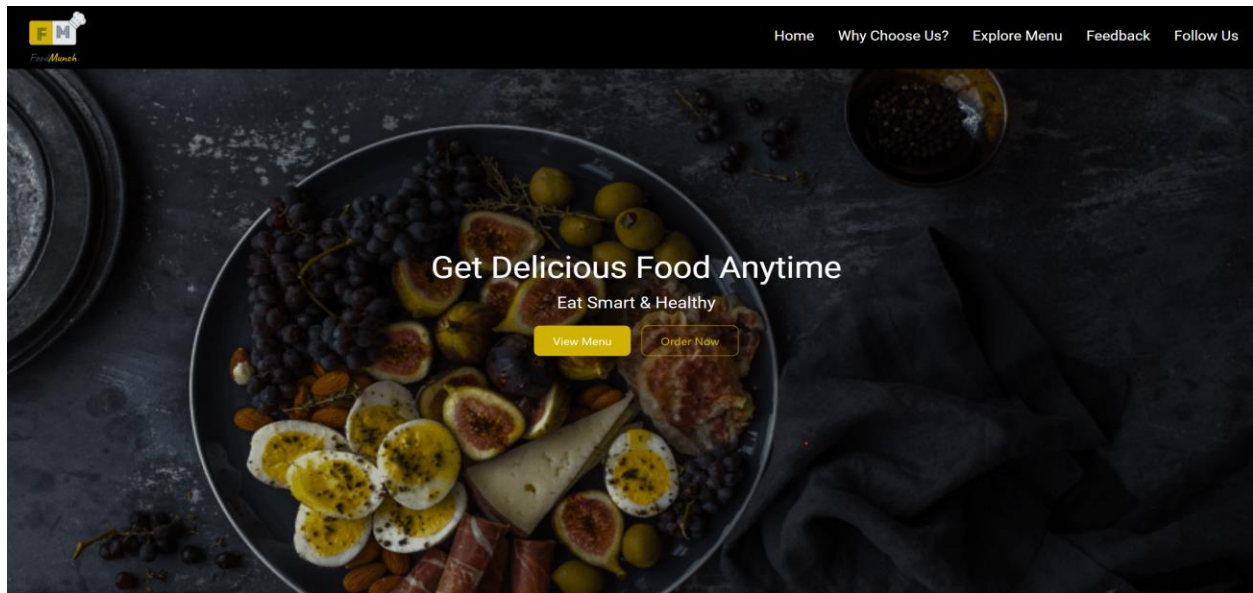 FM
FoodMunch
Home Why Choose Us? Explore Menu Feedback Follow Us
Get Delicious Food Anytime
Eat Smart & Healthy
View Menu Order Now